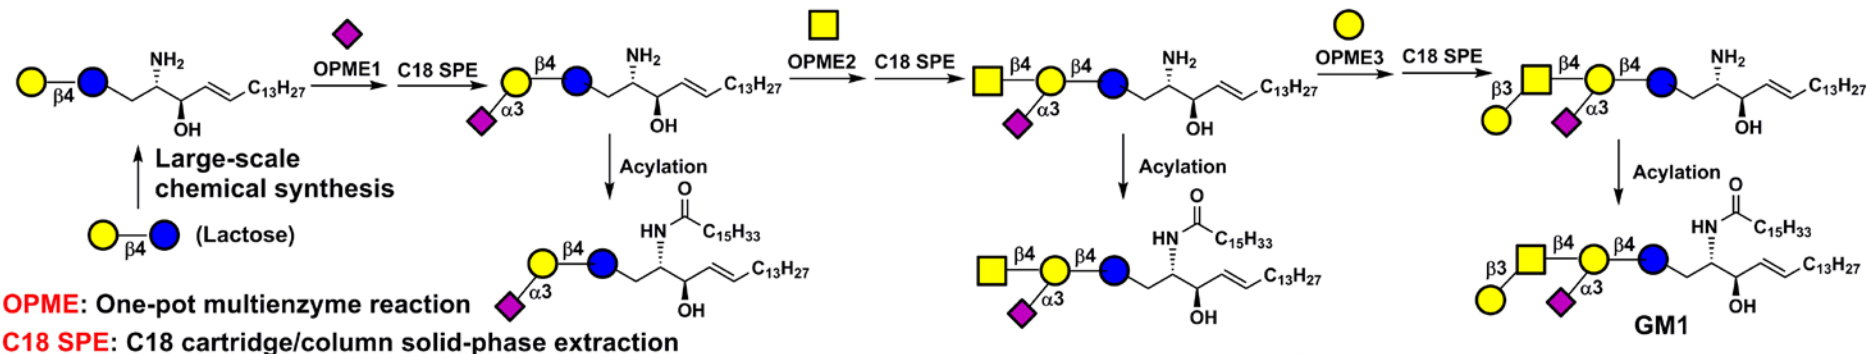 NH₂
β4
C₁₃H₂₇
OH
OPME1
C18 SPE
β4
α3
NH₂
C₁₃H₂₇
OH
OPME2
C18 SPE
β4
β4
α3
NH₂
C₁₃H₂₇
OH
OPME3
C18 SPE
β3
β4
β4
α3
NH₂
C₁₃H₂₇
OH
Large-scale
chemical synthesis
β4
(Lactose)
Acylation
O
HN
C₁₅H₃₃
β4
α3
C₁₃H₂₇
OH
Acylation
O
HN
C₁₅H₃₃
β4
β4
α3
C₁₃H₂₇
OH
Acylation
O
HN
C₁₅H₃₃
β3
β4
β4
α3
C₁₃H₂₇
OH
GM1
OPME: One-pot multienzyme reaction
C18 SPE: C18 cartridge/column solid-phase extraction